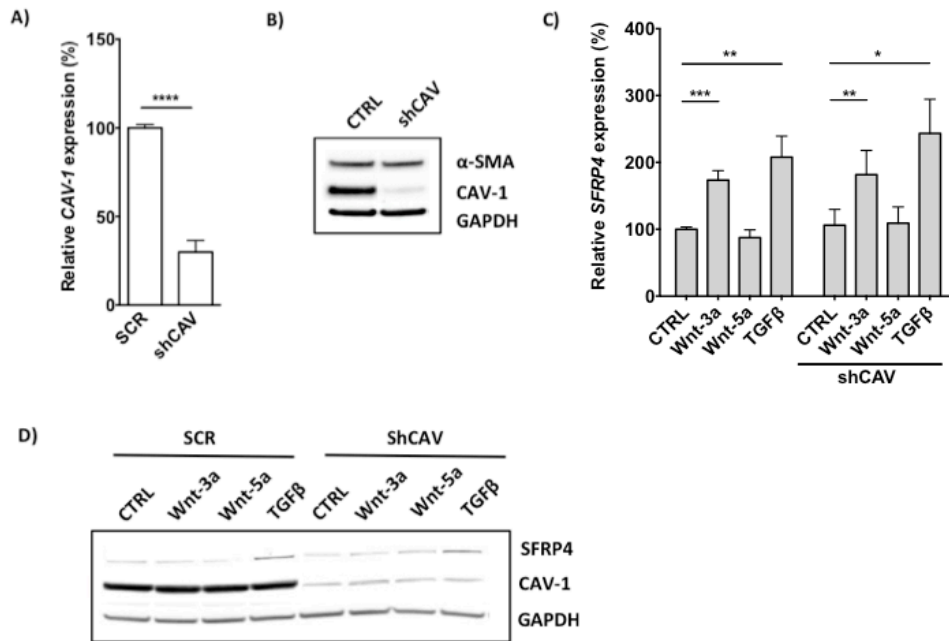 A)
Relative CAV-1 expression (%)
150
100
50
0
****
SCR
shCAV
B)
CTRL
shCAV
α-SMA
CAV-1
GAPDH
C)
Relative SFRP4 expression (%)
400
300
200
100
0
**
***
*
**
CTRL
Wnt-3a
Wnt-5a
TGFβ
CTRL
Wnt-3a
Wnt-5a
TGFβ
shCAV
D)
SCR
ShCAV
CTRL
Wnt-3a
Wnt-5a
TGFβ
CTRL
Wnt-3a
Wnt-5a
TGFβ
SFRP4
CAV-1
GAPDH